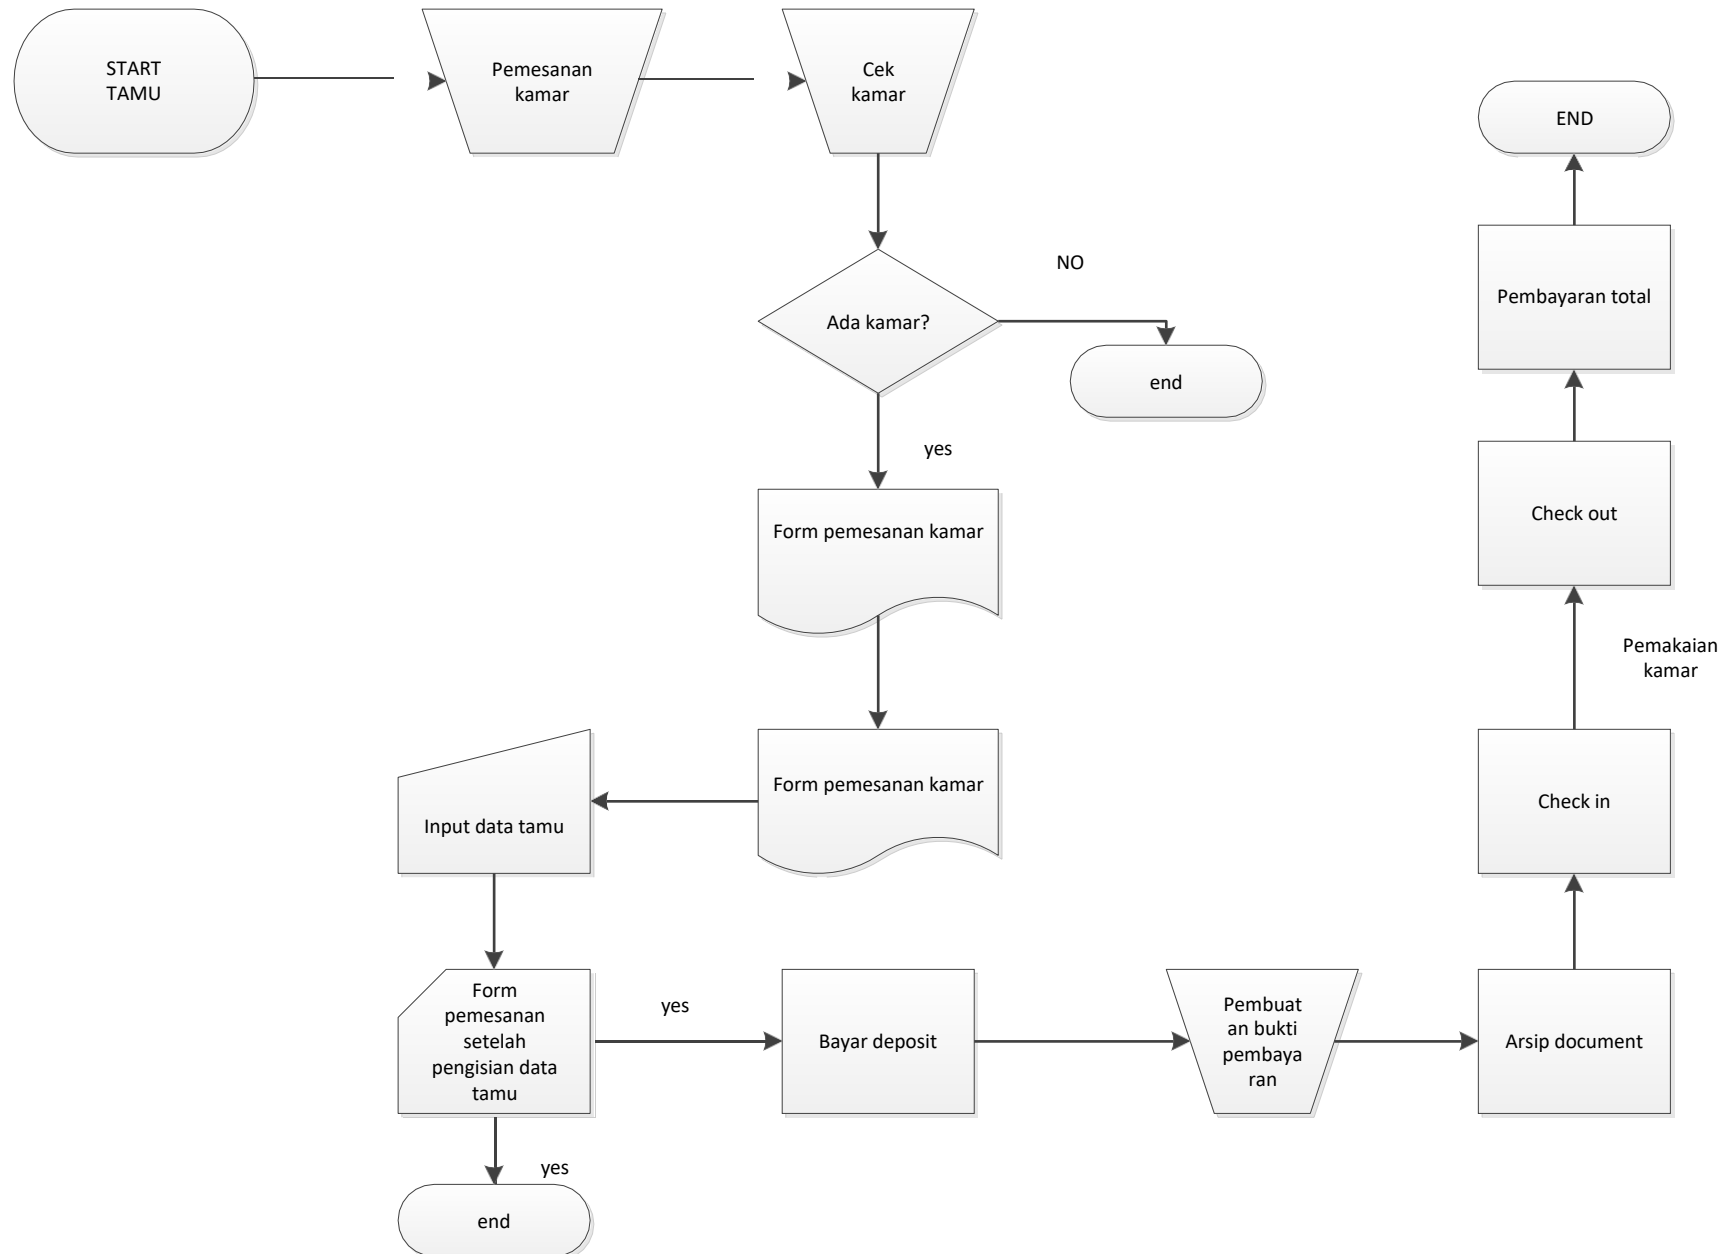 START
TAMU
Pemesanan
kamar
Cek
kamar
END
Pembayaran total
NO
Ada kamar?
end
yes
Form pemesanan kamar
Check out
Pemakaian
kamar
Form pemesanan kamar
Input data tamu
Check in
Form
pemesanan
setelah
pengisian data
tamu
yes
Bayar deposit
Pembuat
an bukti
pembaya
ran
Arsip document
yes
end